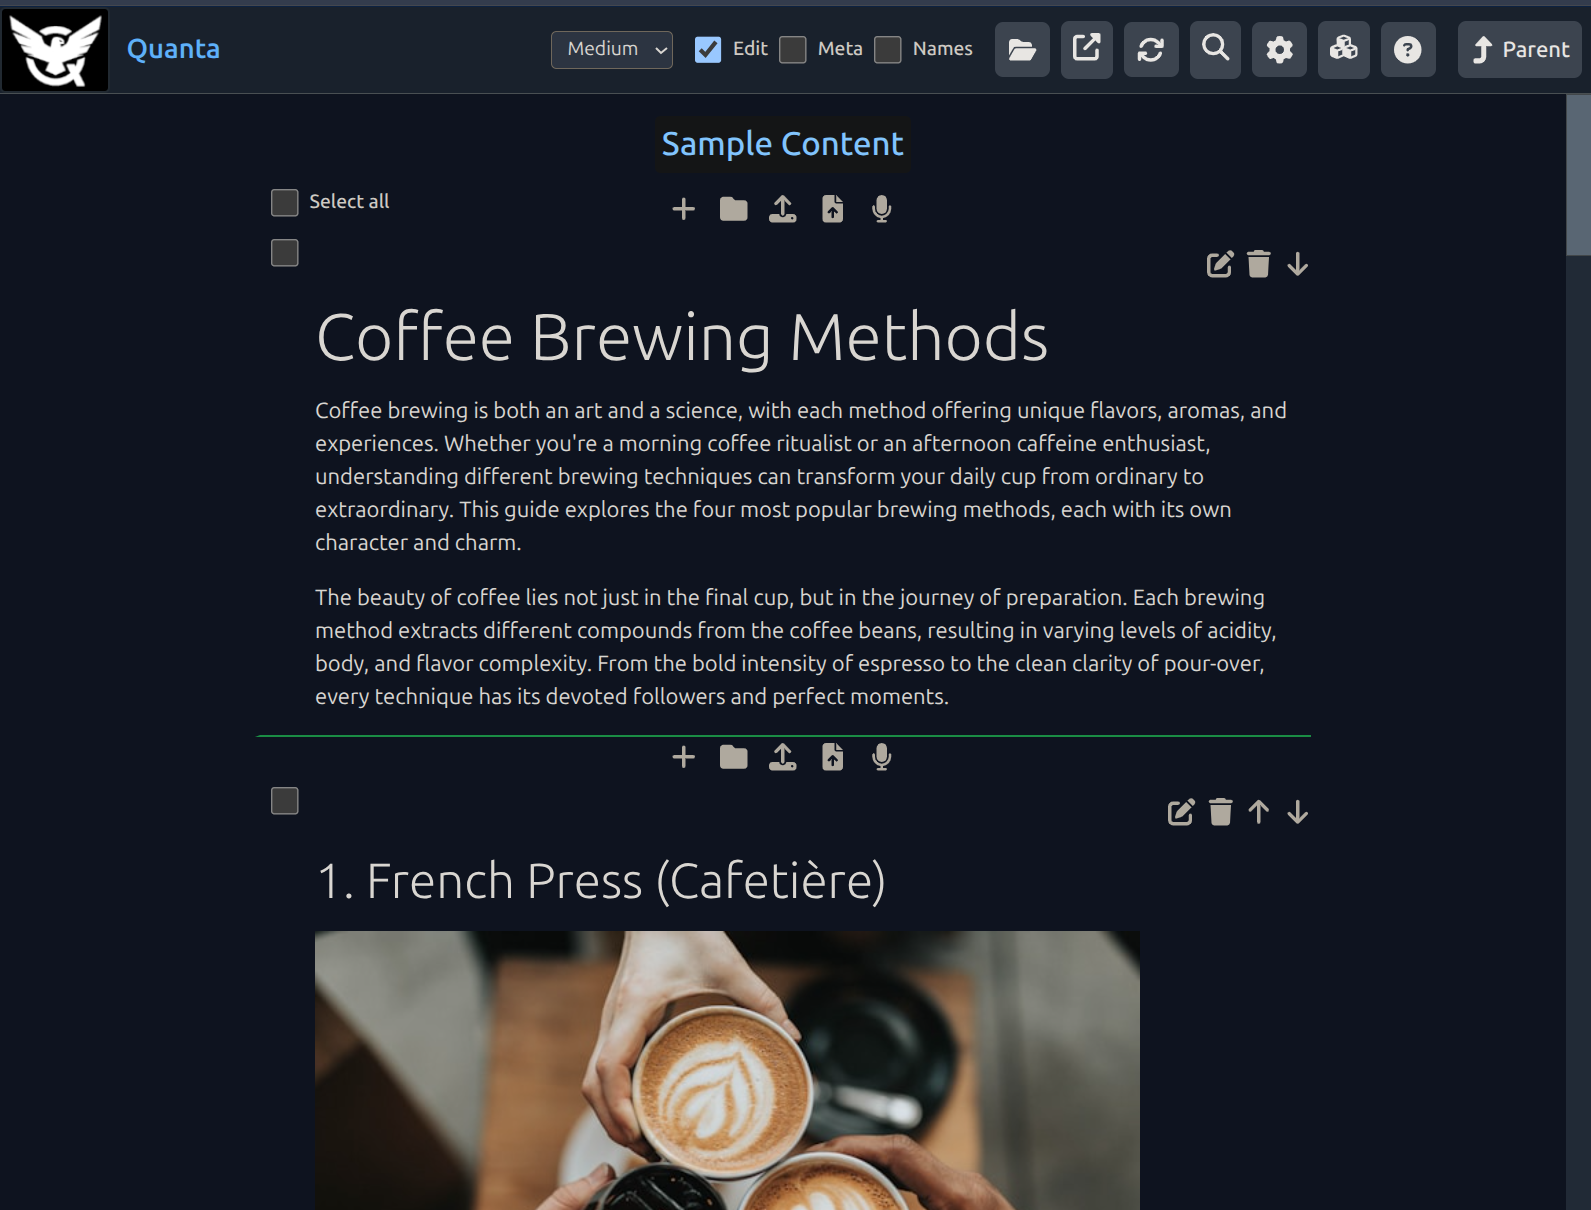 Quanta
Medium
Edit
Meta
Names
Parent
Sample Content
Select all
Coffee Brewing Methods
Coffee brewing is both an art and a science, with each method offering unique flavors, aromas, and
experiences. Whether you're a morning coffee ritualist or an afternoon caffeine enthusiast,
understanding different brewing techniques can transform your daily cup from ordinary to
extraordinary. This guide explores the four most popular brewing methods, each with its own
character and charm.
The beauty of coffee lies not just in the final cup, but in the journey of preparation. Each brewing
method extracts different compounds from the coffee beans, resulting in varying levels of acidity,
body, and flavor complexity. From the bold intensity of espresso to the clean clarity of pour-over,
every technique has its devoted followers and perfect moments.
1. French Press (Cafetière)